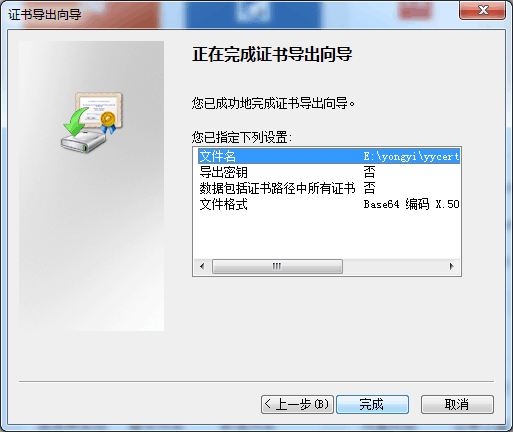 证书导出向导
正在完成证书导出向导
您已成功地完成证书导出向导。
您已指定下列设置:
文件名 E:\yongyi\yycert
导出密钥 否
数据包括证书路径中所有证书 否
文件格式 Base64 编码 X.50
< 上一步(B) 完成 取消